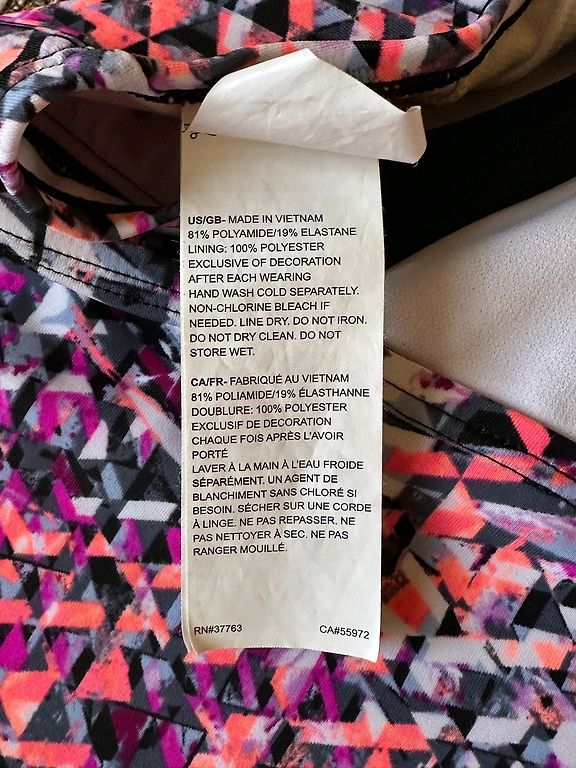 US/GB- MADE IN VIETNAM
81% POLYAMIDE/19% ELASTANE
LINING: 100% POLYESTER
EXCLUSIVE OF DECORATION
AFTER EACH WEARING
HAND WASH COLD SEPARATELY.
NON-CHLORINE BLEACH IF
NEEDED. LINE DRY. DO NOT IRON.
DO NOT DRY CLEAN. DO NOT
STORE WET.
CA/FR- FABRIQUÉ AU VIETNAM
81% POLIAMIDE/19% ÉLASTHANNE
DOUBLURE: 100% POLYESTER
EXCLUSIF DE DECORATION
CHAQUE FOIS APRÈS L'AVOIR
PORTÉ
LAVER À LA MAIN À L'EAU FROIDE
SÉPARÉMENT. UN AGENT DE
BLANCHIMENT SANS CHLORÉ SI
BESOIN. SÉCHER SUR UNE CORDE
À LINGE. NE PAS REPASSER. NE
PAS NETTOYER À SEC. NE PAS
RANGER MOUILLÉ.
RN#37763 CA#55972